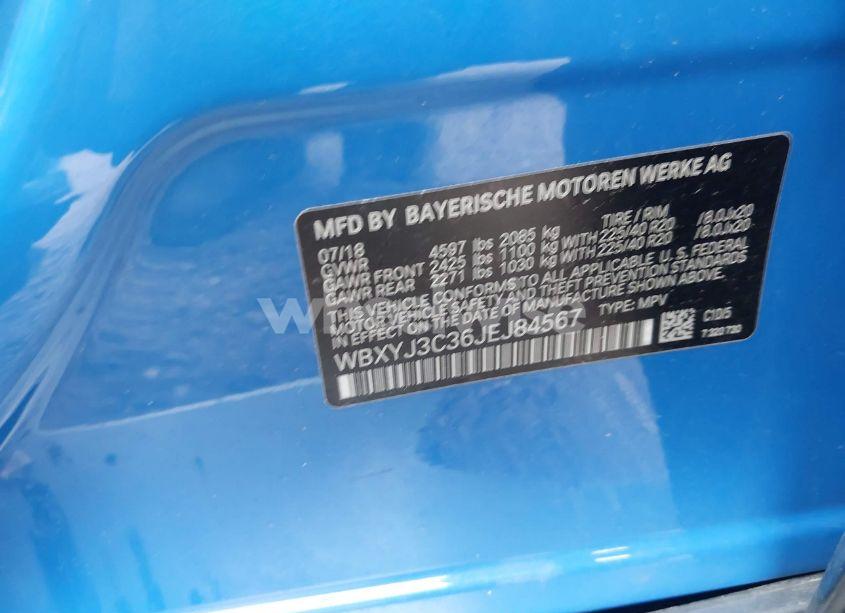 MFD BY BAYERISCHE MOTOREN WERKE AG
07/18 TIRE / RIM
GVWR 4597 lbs 2085 kg
GAWR FRONT 2425 lbs 1100 kg WITH 225/40 R20 /8.0Jx20
GAWR REAR 2271 lbs 1030 kg WITH 225/40 R20 /8.0Jx20
THIS VEHICLE CONFORMS TO ALL APPLICABLE U.S. FEDERAL
MOTOR VEHICLE SAFETY AND THEFT PREVENTION STANDARDS
IN EFFECT ON THE DATE OF MANUFACTURE
WBXYJ3C36JEJ84567 TYPE: MPV
7 320 730